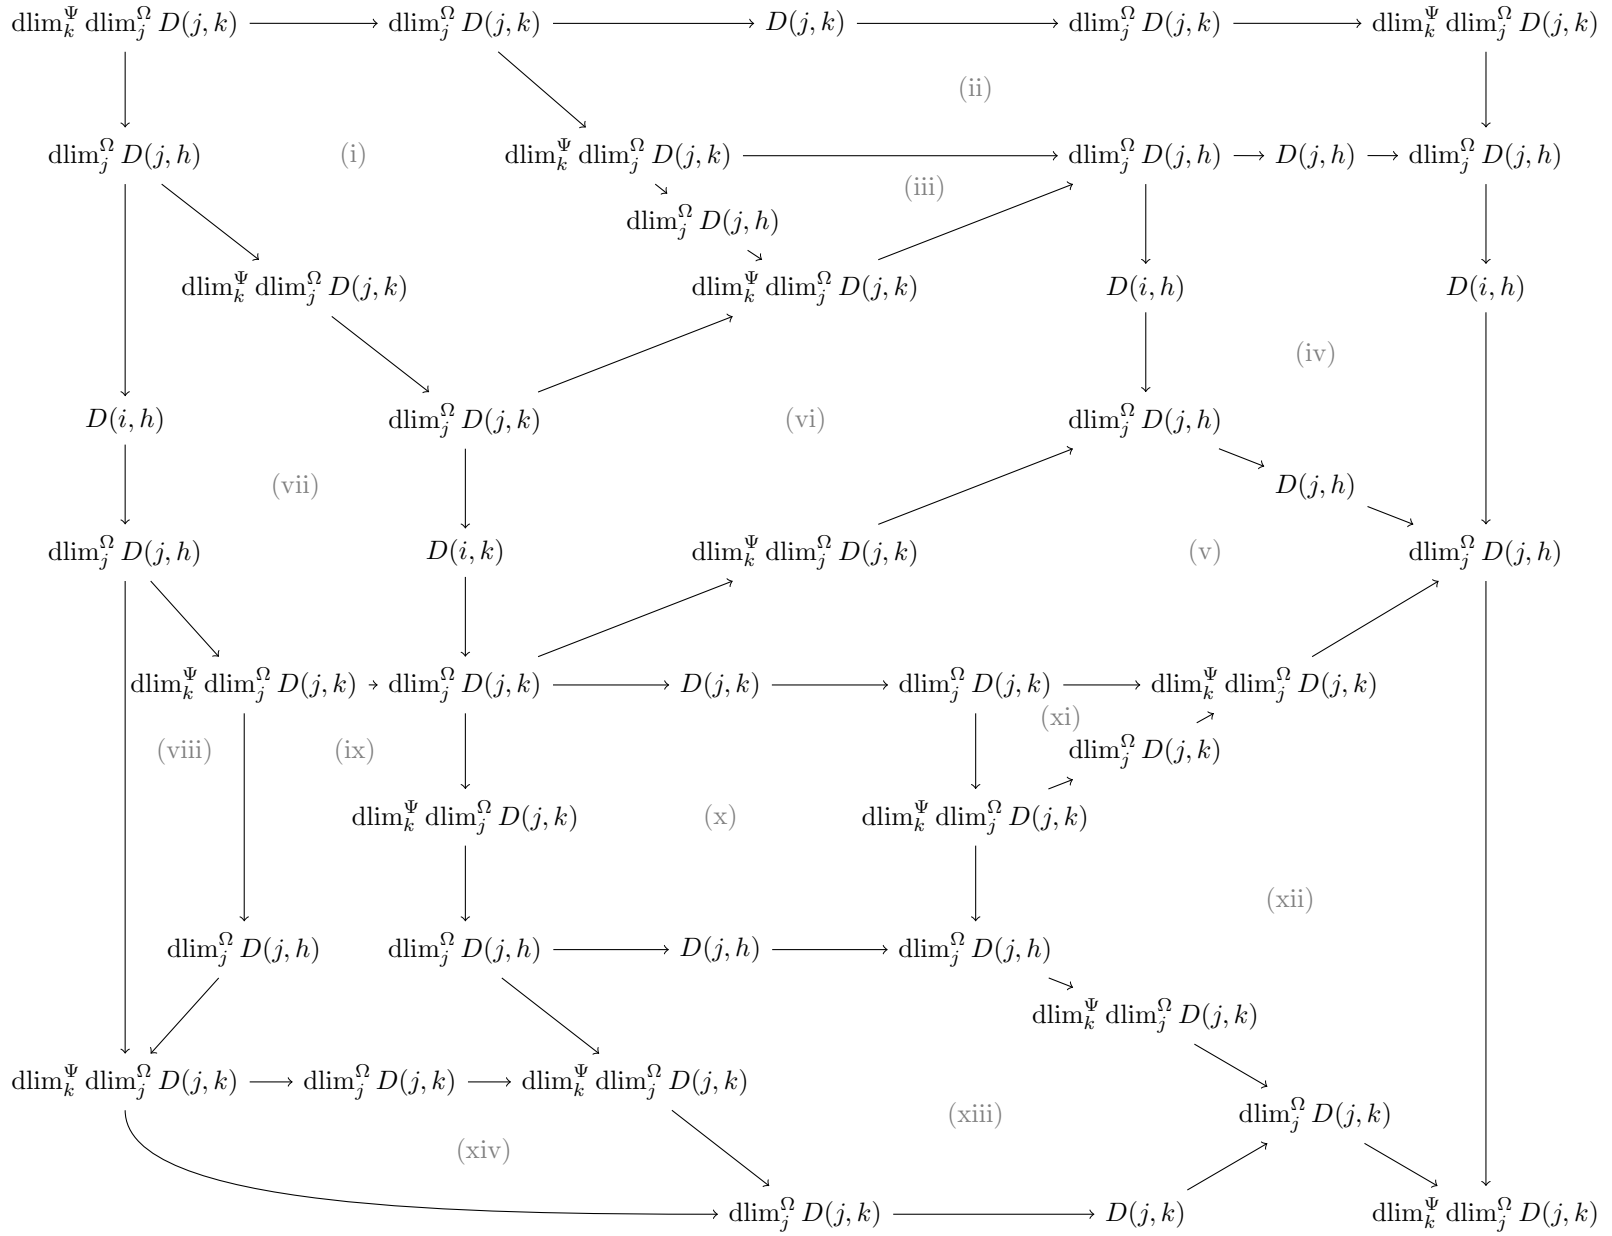 dlim_k^Ψ dlim_j^Ω D(j, k) dlim_j^Ω D(j, k) D(j, k) dlim_j^Ω D(j, k) dlim_k^Ψ dlim_j^Ω D(j, k)
(ii)
dlim_j^Ω D(j, h) (i) dlim_k^Ψ dlim_j^Ω D(j, k) dlim_j^Ω D(j, h) D(j, h) dlim_j^Ω D(j, h)
(iii)
dlim_j^Ω D(j, h)
dlim_k^Ψ dlim_j^Ω D(j, k) dlim_k^Ψ dlim_j^Ω D(j, k) D(i, h) D(i, h)
(iv)
D(i, h) dlim_j^Ω D(j, k) (vi) dlim_j^Ω D(j, h)
(vii) D(j, h)
dlim_j^Ω D(j, h) D(i, k) dlim_k^Ψ dlim_j^Ω D(j, k) (v) dlim_j^Ω D(j, h)
dlim_k^Ψ dlim_j^Ω D(j, k) dlim_j^Ω D(j, k) D(j, k) dlim_j^Ω D(j, k) dlim_k^Ψ dlim_j^Ω D(j, k)
(xi)
(viii) (ix) dlim_j^Ω D(j, k)
dlim_k^Ψ dlim_j^Ω D(j, k) (x) dlim_k^Ψ dlim_j^Ω D(j, k)
(xii)
dlim_j^Ω D(j, h) dlim_j^Ω D(j, h) D(j, h) dlim_j^Ω D(j, h)
dlim_k^Ψ dlim_j^Ω D(j, k)
dlim_k^Ψ dlim_j^Ω D(j, k) dlim_j^Ω D(j, k) dlim_k^Ψ dlim_j^Ω D(j, k)
(xiii) dlim_j^Ω D(j, k)
(xiv)
dlim_j^Ω D(j, k) D(j, k) dlim_k^Ψ dlim_j^Ω D(j, k)